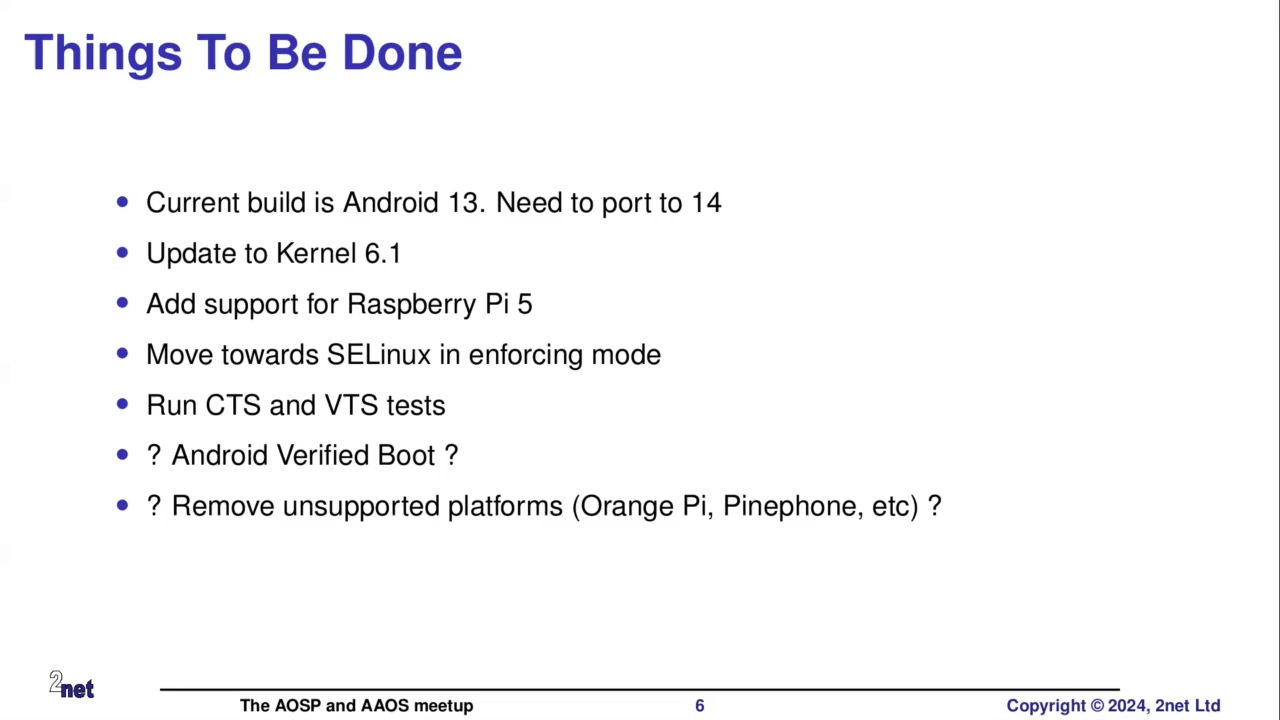 Things To Be Done
• Current build is Android 13. Need to port to 14
• Update to Kernel 6.1
• Add support for Raspberry Pi 5
• Move towards SELinux in enforcing mode
• Run CTS and VTS tests
• ? Android Verified Boot ?
• ? Remove unsupported platforms (Orange Pi, Pinephone, etc) ?
2net
The AOSP and AAOS meetup 6 Copyright © 2024, 2net Ltd